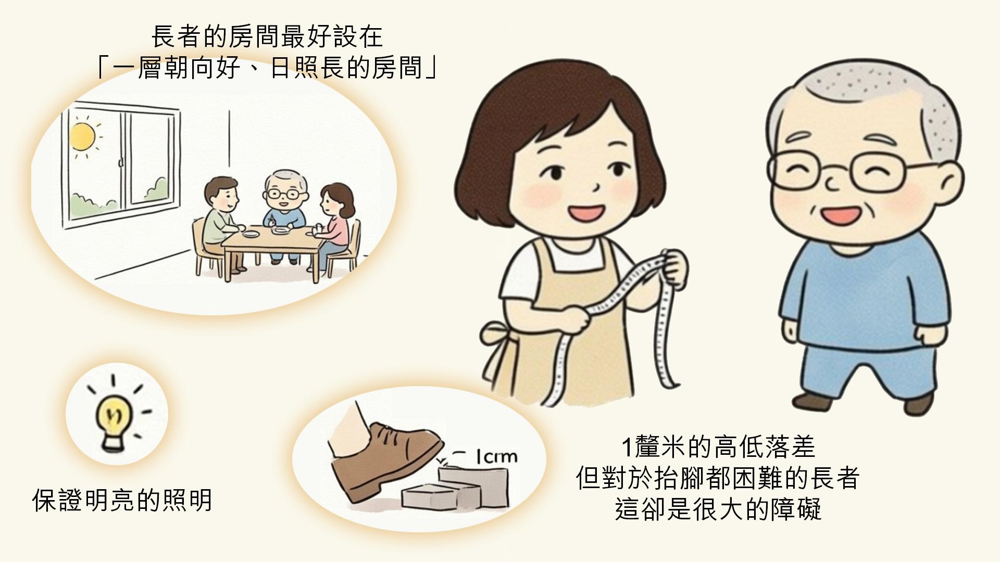 長者的房間最好設在
「一層朝向好、日照長的房間」
保證明亮的照明
1cm
1釐米的高低落差
但對於抬腳都困難的長者
這卻是很大的障礙